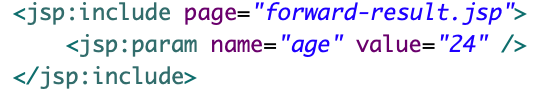 <jsp:include page="forward-result.jsp">
    <jsp:param name="age" value="24" />
</jsp:include>